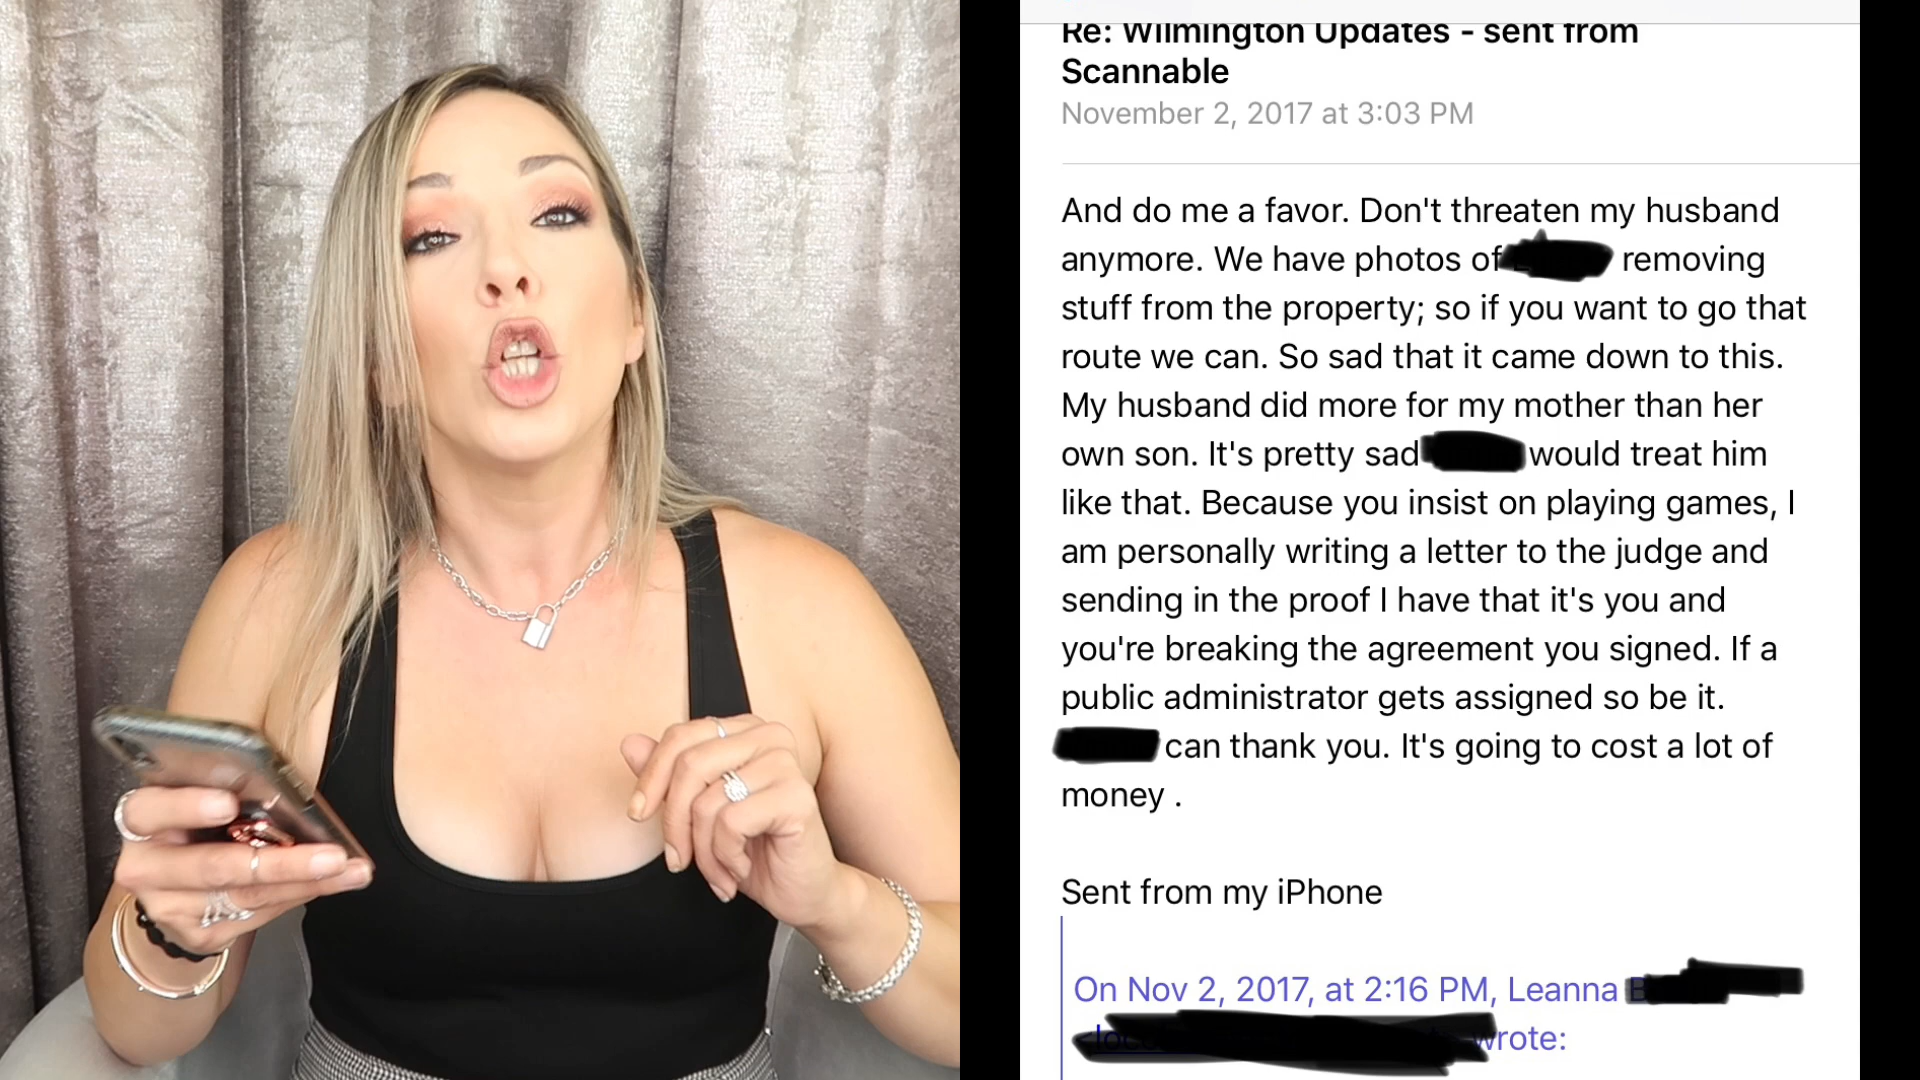 Re: Wilmington Updates - sent from
Scannable
November 2, 2017 at 3:03 PM
And do me a favor. Don't threaten my husband
anymore. We have photos of removing
stuff from the property; so if you want to go that
route we can. So sad that it came down to this.
My husband did more for my mother than her
own son. It's pretty sad would treat him
like that. Because you insist on playing games, I
am personally writing a letter to the judge and
sending in the proof I have that it's you and
you're breaking the agreement you signed. If a
public administrator gets assigned so be it.
can thank you. It's going to cost a lot of
money .
Sent from my iPhone
On Nov 2, 2017, at 2:16 PM, Leanna
wrote: